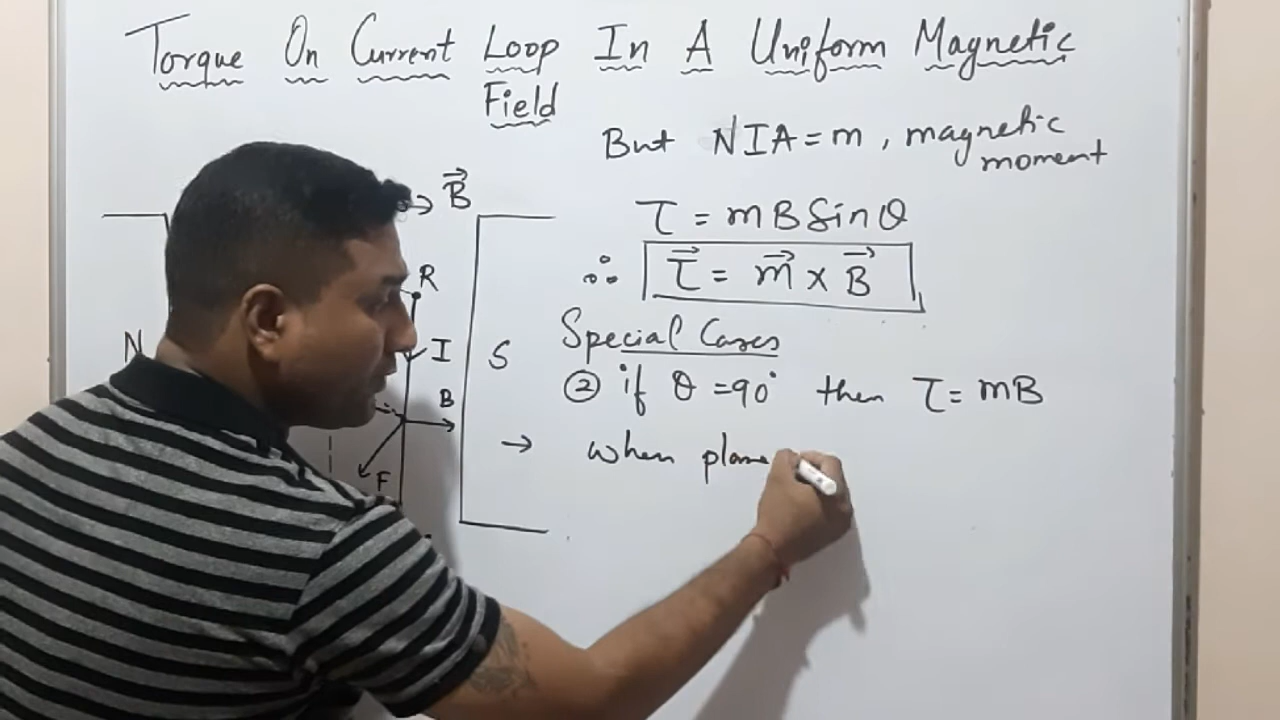 Torque On Current Loop In A Uniform Magnetic
Field
But NIA = m, magnetic
moment
τ = mB Sinθ
∴ τ⃗ = m⃗ × B⃗
Special Cases
② if θ = 90° then τ = mB
→ when plane
B⃗
R
N
I
S
B
F